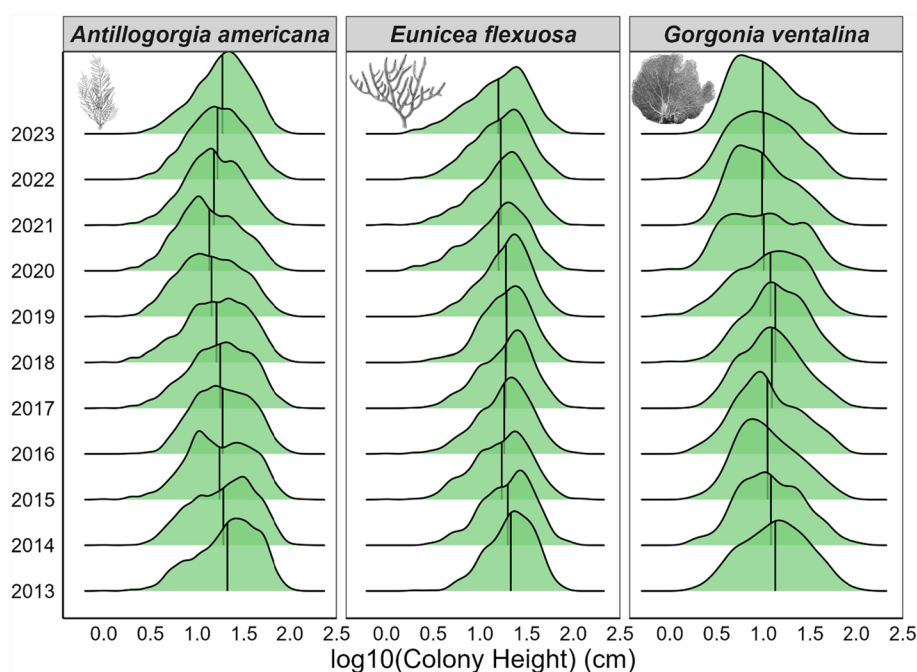 Antillogorgia americana
Eunicea flexuosa
Gorgonia ventalina
2023
2022
2021
2020
2019
2018
2017
2016
2015
2014
2013
0.0 0.5 1.0 1.5 2.0 2.5
0.0 0.5 1.0 1.5 2.0 2.5
0.0 0.5 1.0 1.5 2.0 2.5
log10(Colony Height) (cm)